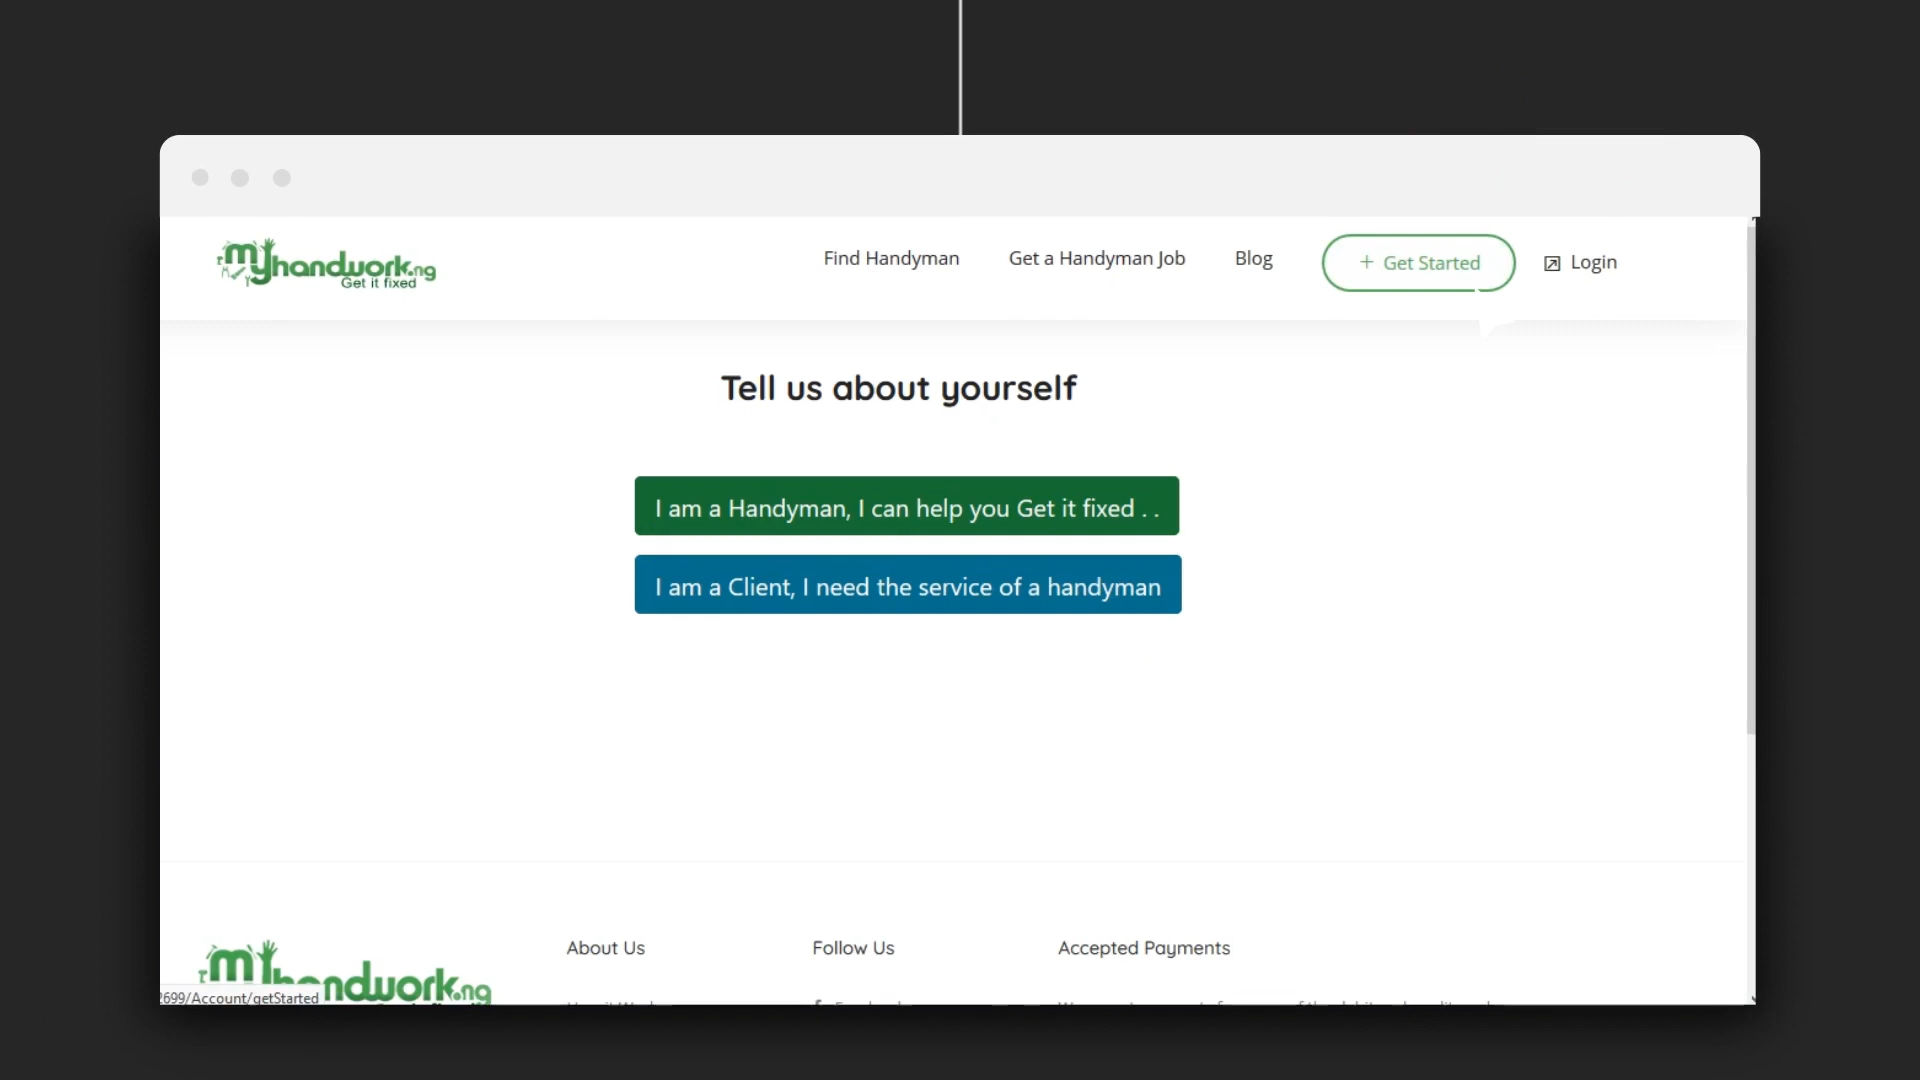 myhandwork.ng
Get it fixed
Find Handyman
Get a Handyman Job
Blog
+ Get Started
Login
Tell us about yourself
I am a Handyman, I can help you Get it fixed . .
I am a Client, I need the service of a handyman
About Us
Follow Us
Accepted Payments
myhandwork.ng
2699/Account/getStarted